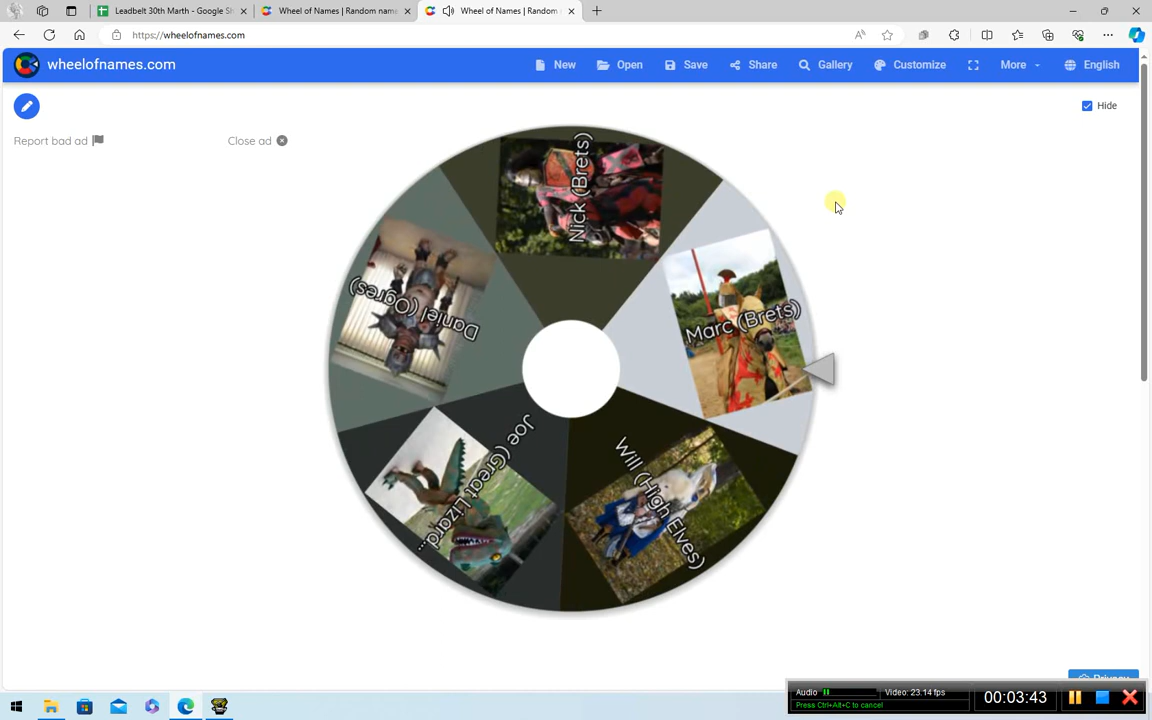 Leadbelt 30th Marth - Google Sh
Wheel of Names | Random nam
Wheel of Names | Random
https://wheelofnames.com
wheelofnames.com
New
Open
Save
Share
Gallery
Customize
More
English
Hide
Report bad ad
Close ad
Nick (Brets)
Marc (Brets)
Daniel (Ogres)
Joe (Great Lizard...
Will (High Elves)
Privacy
Audio
Video: 23.14 fps
Press Ctrl+Alt+C to cancel
00:03:43